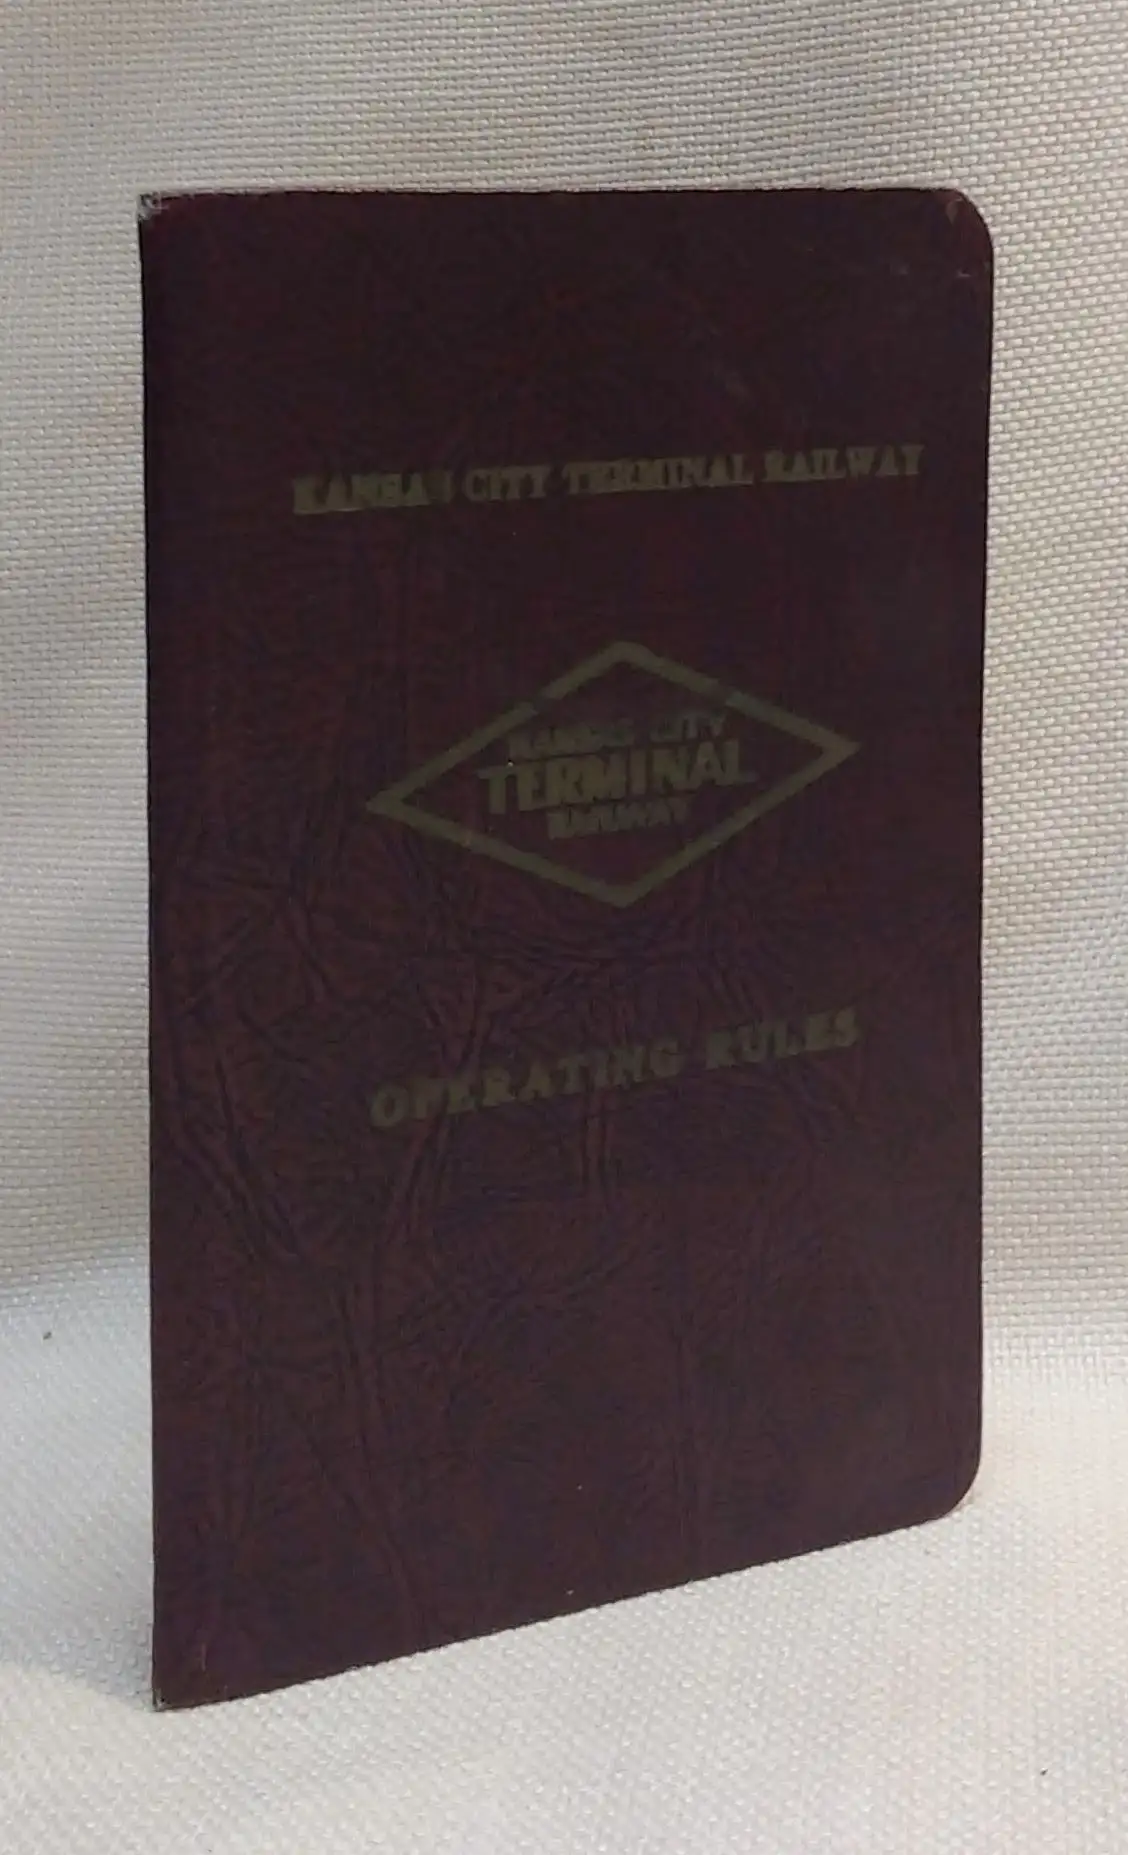 KANSAS CITY TERMINAL RAILWAY
KANSAS CITY
TERMINAL
RAILWAY
OPERATING RULES